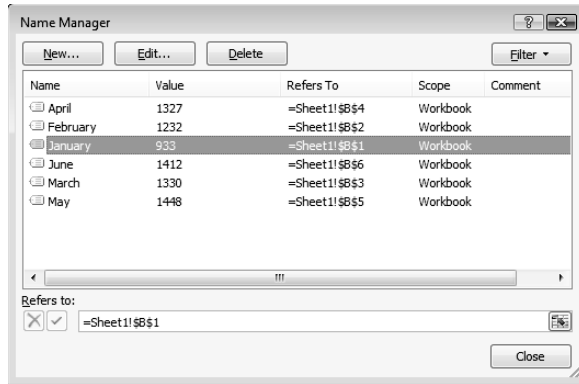 Name Manager
New... Edit... Delete Filter
Name Value Refers To Scope Comment
April 1327 =Sheet1!$B$4 Workbook
February 1232 =Sheet1!$B$2 Workbook
January 933 =Sheet1!$B$1 Workbook
June 1412 =Sheet1!$B$6 Workbook
March 1330 =Sheet1!$B$3 Workbook
May 1448 =Sheet1!$B$5 Workbook
Refers to:
=Sheet1!$B$1
Close